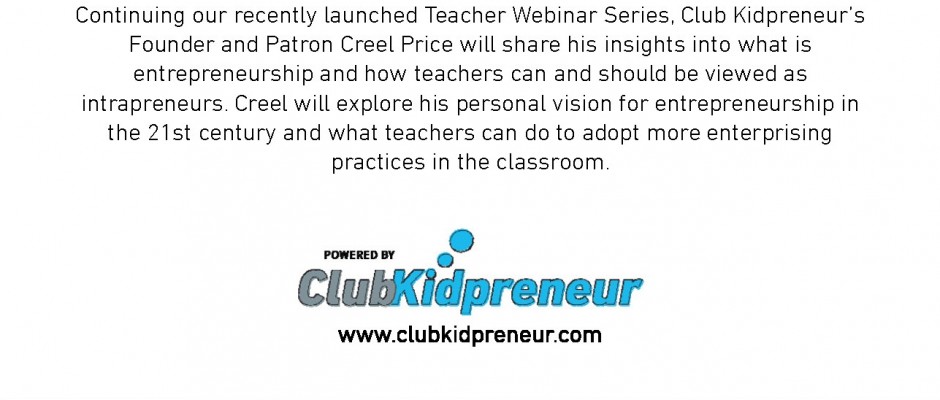 Continuing our recently launched Teacher Webinar Series, Club Kidpreneur's
Founder and Patron Creel Price will share his insights into what is
entrepreneurship and how teachers can and should be viewed as
intrapreneurs. Creel will explore his personal vision for entrepreneurship in
the 21st century and what teachers can do to adopt more enterprising
practices in the classroom.
POWERED BY
ClubKidpreneur
www.clubkidpreneur.com